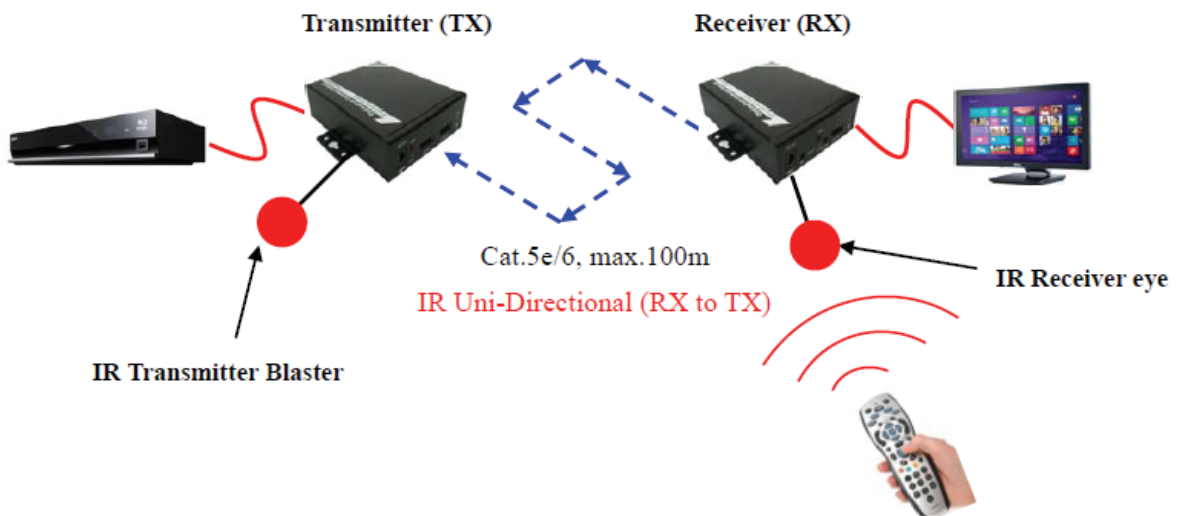 Transmitter (TX)
Receiver (RX)
Cat.5e/6, max.100m
IR Uni-Directional (RX to TX)
IR Receiver eye
IR Transmitter Blaster